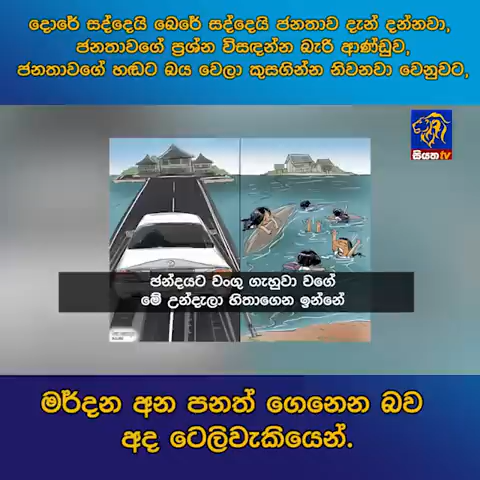 දොරේ සද්දෙයි බෙරේ සද්දෙයි ජනතාව දැන් දන්නවා,
ජනතාවගේ ප්‍රශ්න විසඳන්න බැරි ආණ්ඩුව,
ජනතාවගේ හඬට බය වෙලා කුසගින්න නිවනවා වෙනුවට,
සියත tv
ඡන්දයට වංගු ගැහුවා වගේ
මේ උන්දැලා හිතාගෙන ඉන්නේ
මර්දන අන පනත් ගෙනෙන බව
අද ටෙලිවැකියෙන්.